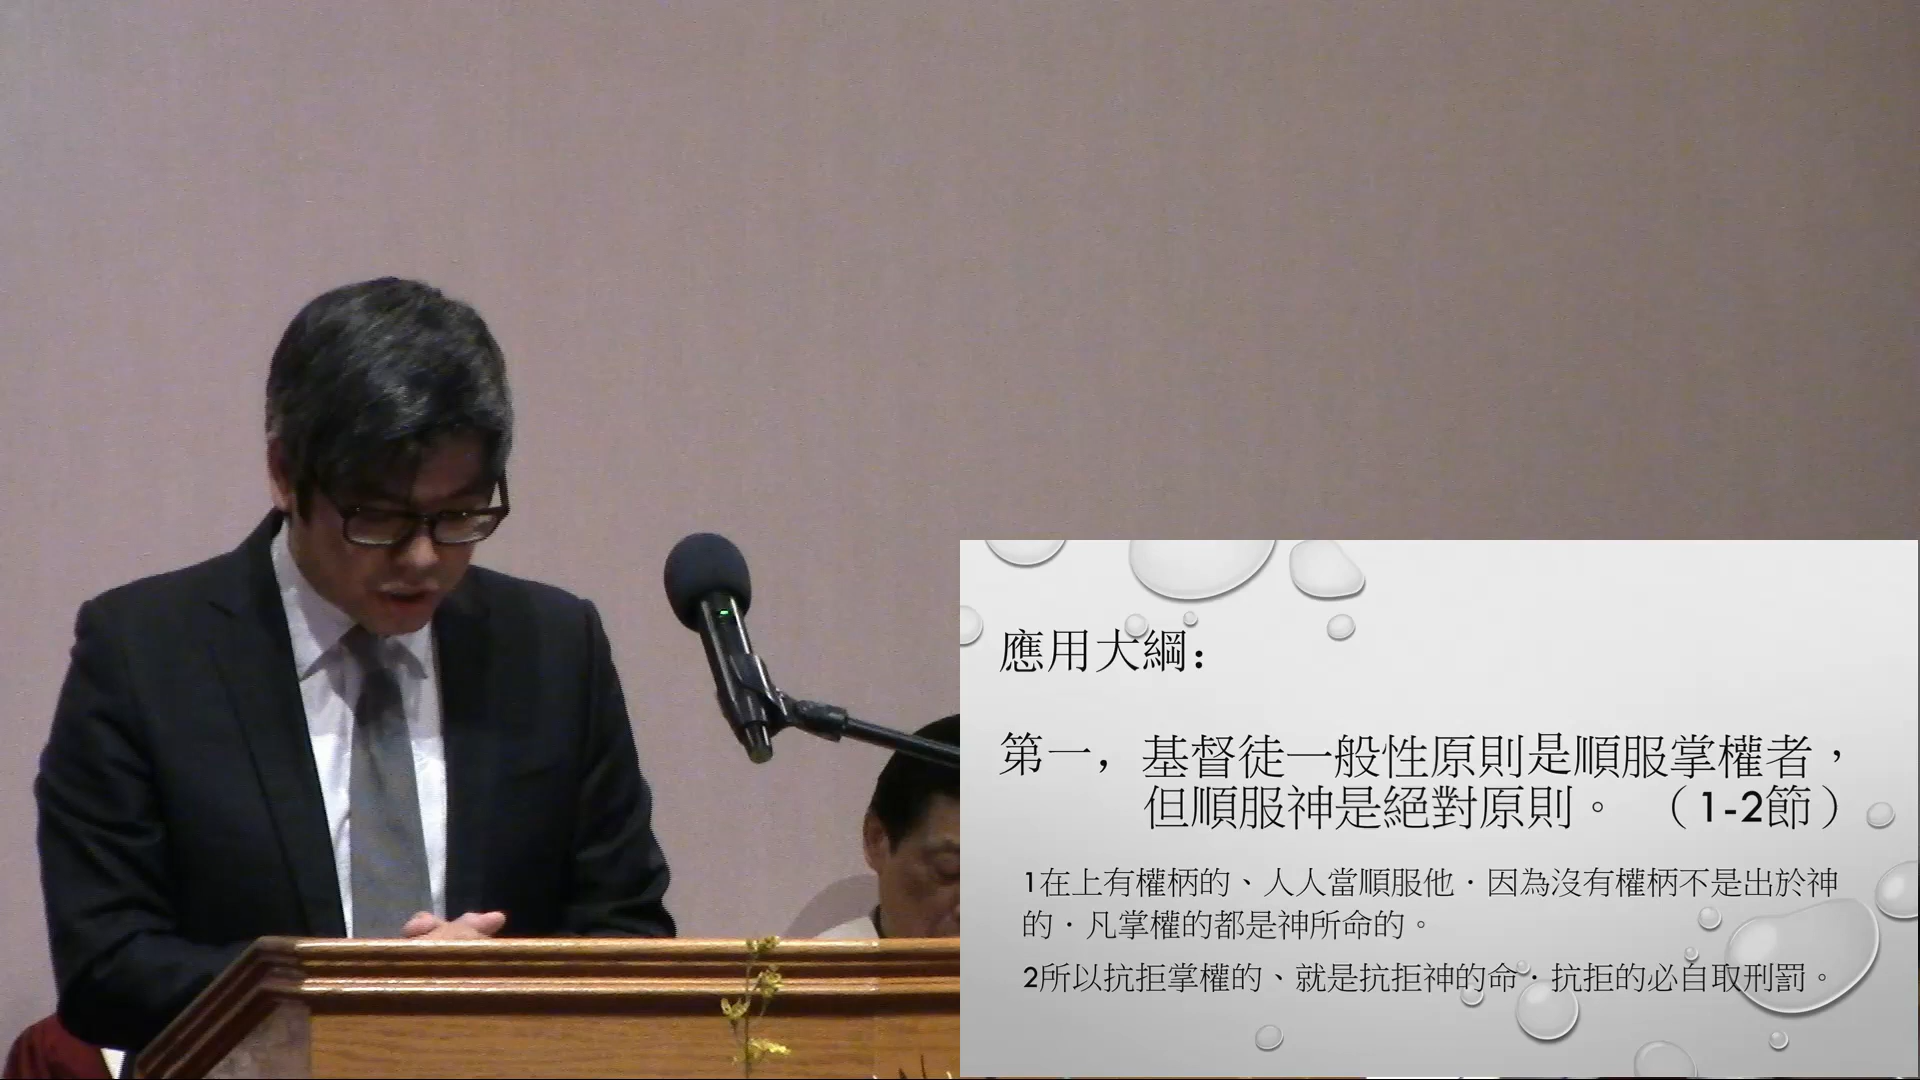 應用大綱:
第一，基督徒一般性原則是順服掌權者，
但順服神是絕對原則。 （1-2節）
1在上有權柄的、人人當順服他．因為沒有權柄不是出於神
的．凡掌權的都是神所命的。
2所以抗拒掌權的、就是抗拒神的命．抗拒的必自取刑罰。